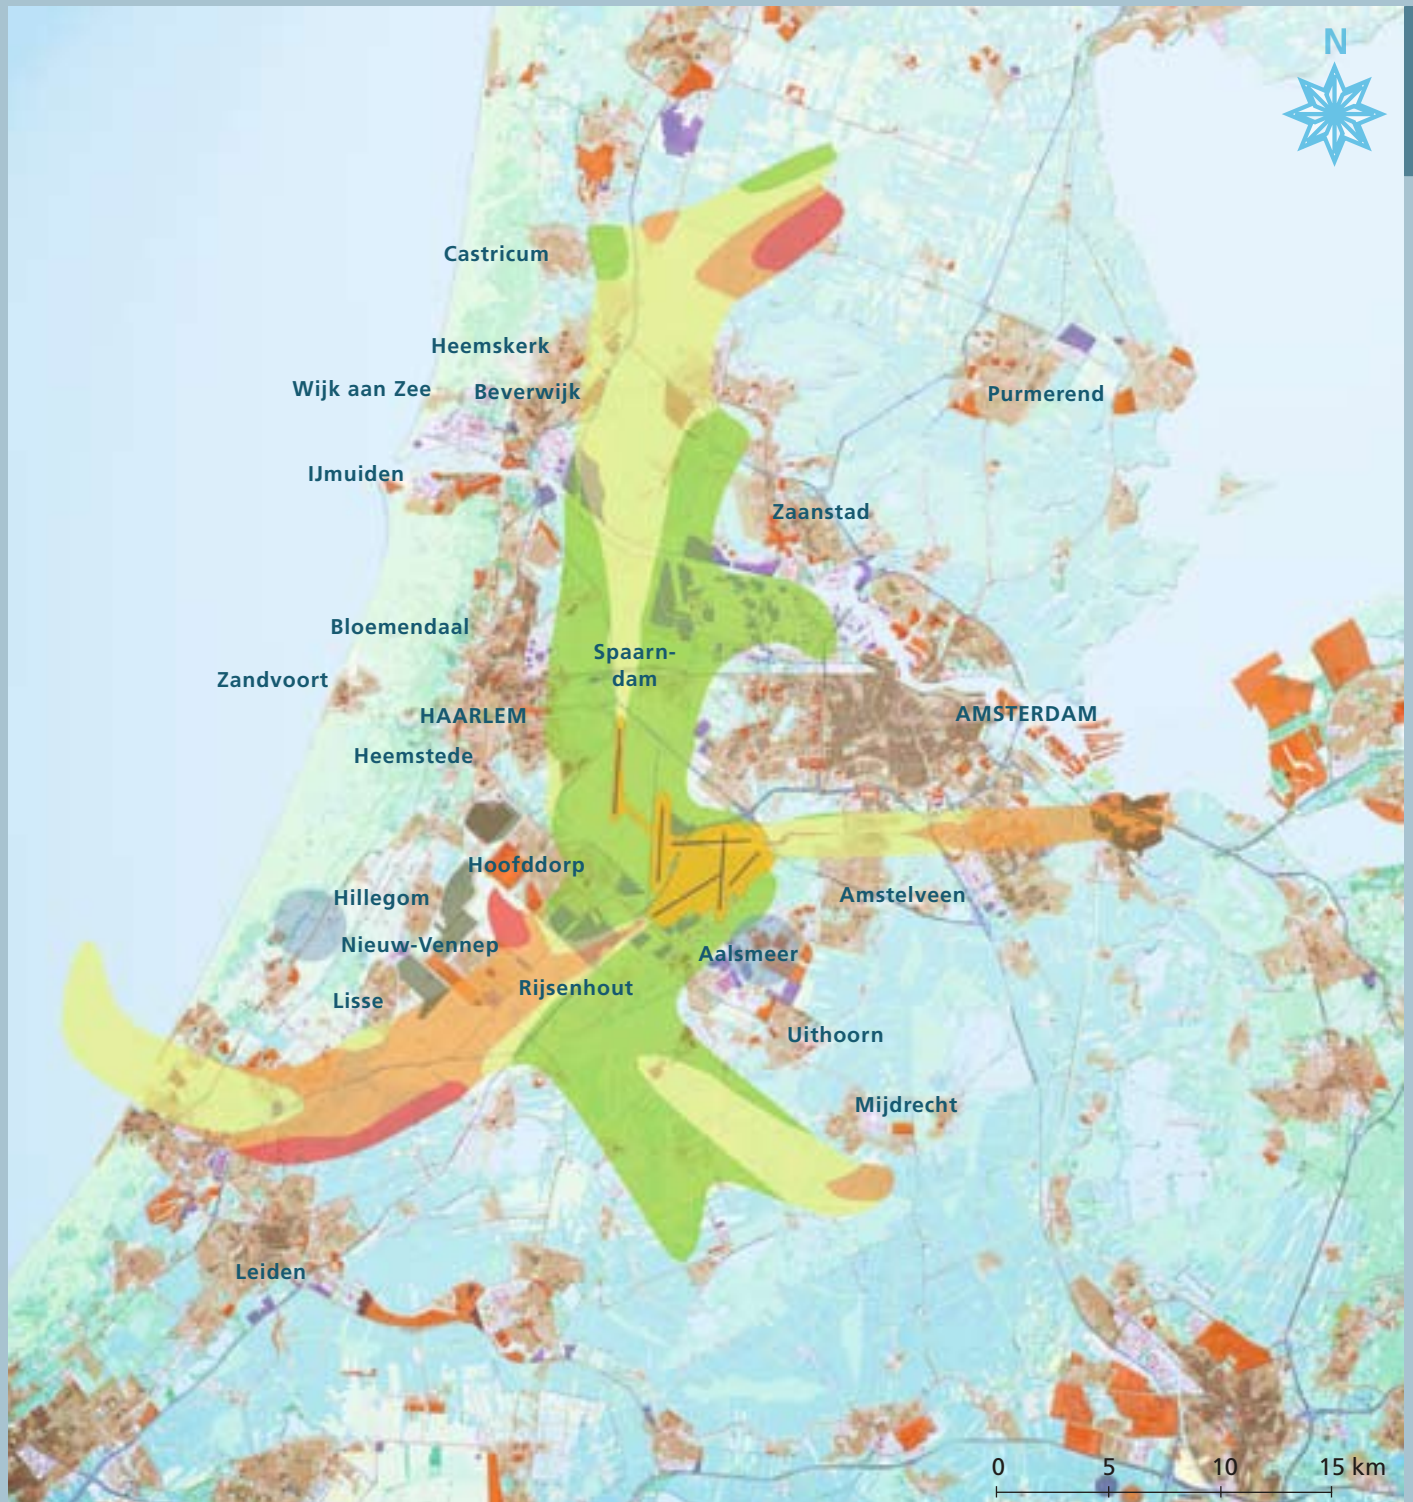 N
Castricum
Heemskerk
Wijk aan Zee
Beverwijk
Purmerend
IJmuiden
Zaanstad
Bloemendaal
Spaarn-
dam
Zandvoort
HAARLEM
AMSTERDAM
Heemstede
Hoofddorp
Hillegom
Amstelveen
Nieuw-Vennep
Aalsmeer
Lisse
Rijsenhout
Uithoorn
Mijdrecht
Leiden
0 5 10 15 km